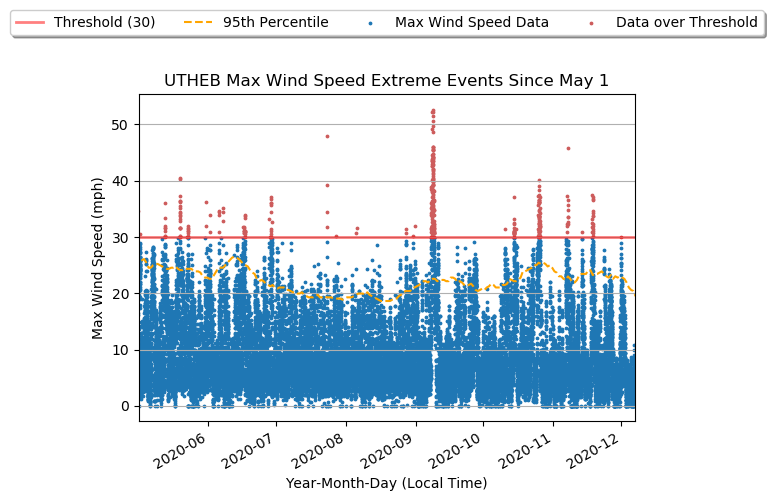 Threshold (30) 95th Percentile Max Wind Speed Data Data over Threshold
UTHEB Max Wind Speed Extreme Events Since May 1
Max Wind Speed (mph)
50
40
30
20
10
0
2020-06 2020-07 2020-08 2020-09 2020-10 2020-11 2020-12
Year-Month-Day (Local Time)